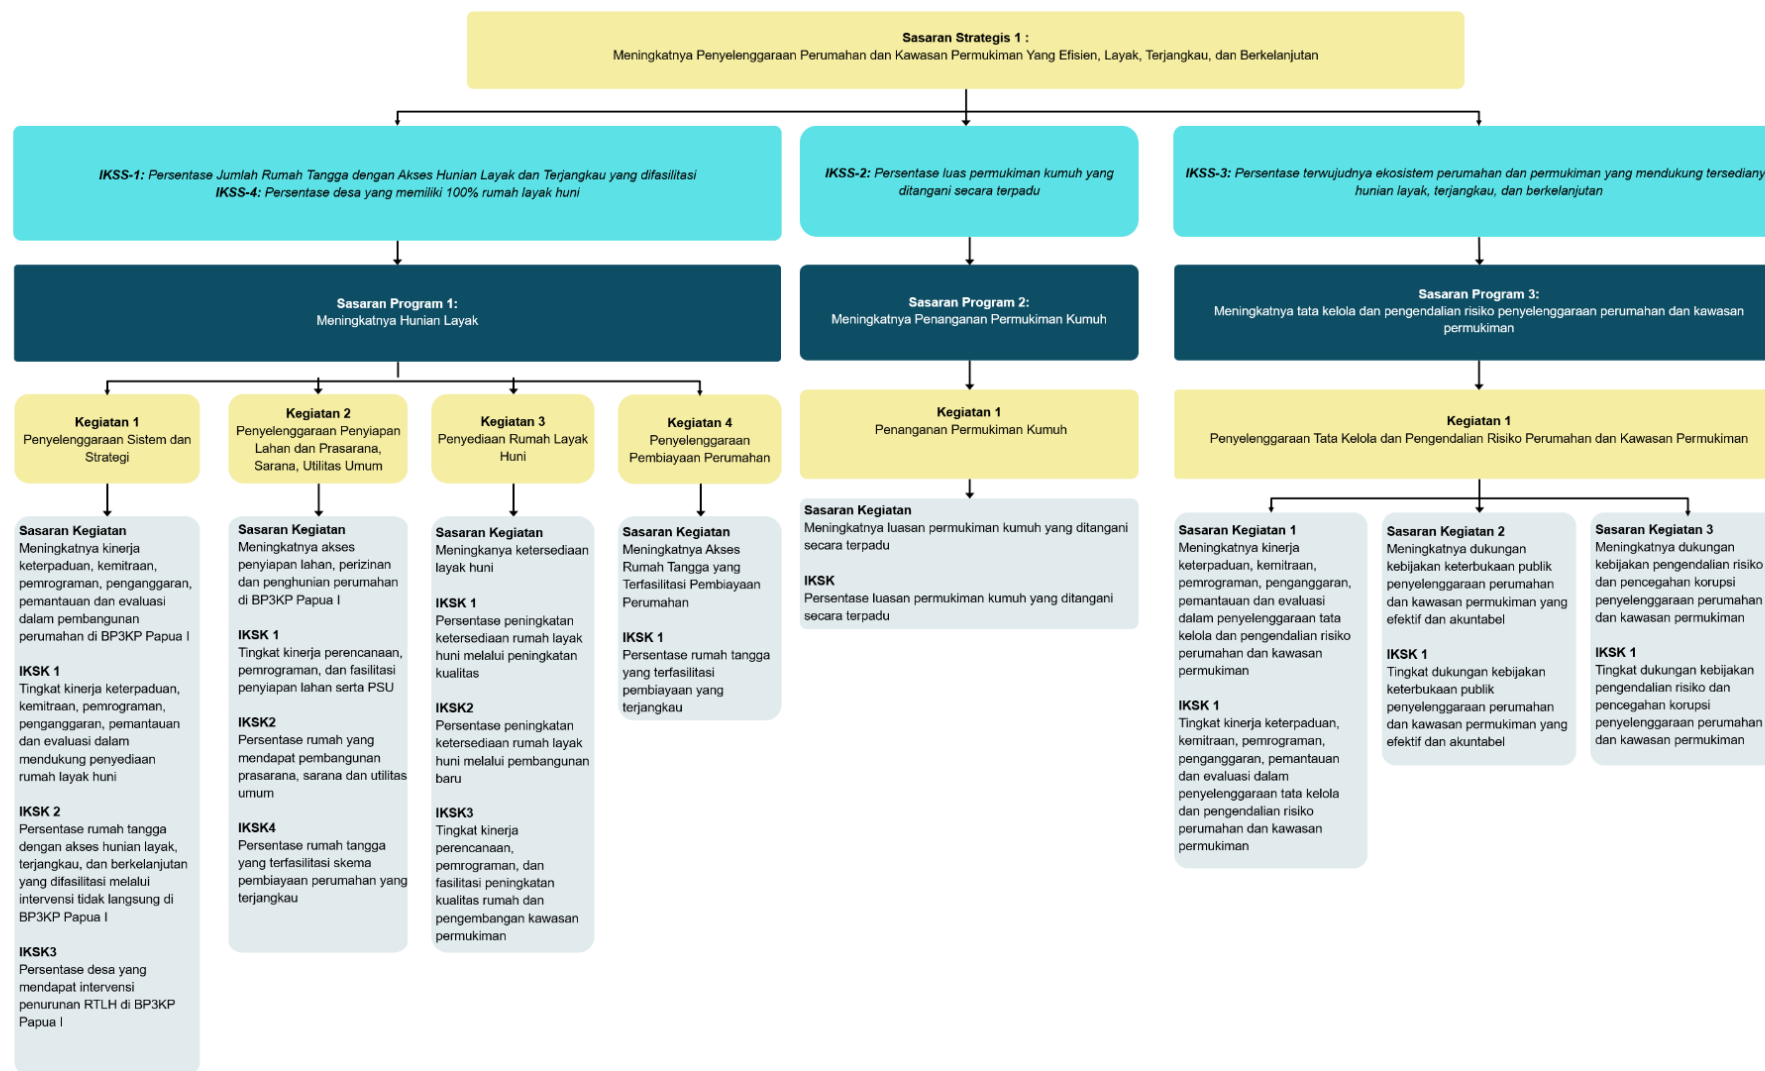 Sasaran Strategis 1 :
Meningkatnya Penyelenggaraan Perumahan dan Kawasan Permukiman Yang Efisien, Layak, Terjangkau, dan Berkelanjutan
IKSS-1: Persentase Jumlah Rumah Tangga dengan Akses Hunian Layak dan Terjangkau yang difasilitasi
IKSS-4: Persentase desa yang memiliki 100% rumah layak huni
IKSS-2: Persentase luas permukiman kumuh yang
ditangani secara terpadu
IKSS-3: Persentase terwujudnya ekosistem perumahan dan permukiman yang mendukung tersediany
hunian layak, terjangkau, dan berkelanjutan
Sasaran Program 1:
Meningkatnya Hunian Layak
Sasaran Program 2:
Meningkatnya Penanganan Permukiman Kumuh
Sasaran Program 3:
Meningkatnya tata kelola dan pengendalian risiko penyelenggaraan perumahan dan kawasan
permukiman
Kegiatan 1
Penyelenggaraan Sistem dan
Strategi
Kegiatan 2
Penyelenggaraan Penyiapan
Lahan dan Prasarana,
Sarana, Utilitas Umum
Kegiatan 3
Penyediaan Rumah Layak
Huni
Kegiatan 4
Penyelenggaraan
Pembiayaan Perumahan
Kegiatan 1
Penanganan Permukiman Kumuh
Kegiatan 1
Penyelenggaraan Tata Kelola dan Pengendalian Risiko Perumahan dan Kawasan Permukiman
Sasaran Kegiatan
Meningkatnya kinerja
keterpaduan, kemitraan,
pemrograman, penganggaran,
pemantauan dan evaluasi
dalam pembangunan
perumahan di BP3KP Papua I
IKSK 1
Tingkat kinerja keterpaduan,
kemitraan, pemrograman,
penganggaran, pemantauan
dan evaluasi dalam
mendukung penyediaan
rumah layak huni
IKSK 2
Persentase rumah tangga
dengan akses hunian layak,
terjangkau, dan berkelanjutan
yang difasilitasi melalui
intervensi tidak langsung di
BP3KP Papua I
IKSK3
Persentase desa yang
mendapat intervensi
penurunan RTLH di BP3KP
Papua I
Sasaran Kegiatan
Meningkatnya akses
penyiapan lahan, perizinan
dan penghunian perumahan
di BP3KP Papua I
IKSK 1
Tingkat kinerja perencanaan,
pemrograman, dan fasilitasi
penyiapan lahan serta PSU
IKSK2
Persentase rumah yang
mendapat pembangunan
prasarana, sarana dan utilitas
umum
IKSK4
Persentase rumah tangga
yang terfasilitasi skema
pembiayaan perumahan yang
terjangkau
Sasaran Kegiatan
Meningkanya ketersediaan
layak huni
IKSK 1
Persentase peningkatan
ketersediaan rumah layak
huni melalui peningkatan
kualitas
IKSK2
Persentase peningkatan
ketersediaan rumah layak
huni melalui pembangunan
baru
IKSK3
Tingkat kinerja
perencanaan,
pemrograman, dan
fasilitasi peningkatan
kualitas rumah dan
pengembangan kawasan
permukiman
Sasaran Kegiatan
Meningkatnya Akses
Rumah Tangga yang
Terfasilitasi Pembiayaan
Perumahan
IKSK 1
Persentase rumah tangga
yang terfasilitasi
pembiayaan yang
terjangkau
Sasaran Kegiatan
Meningkatnya luasan permukiman kumuh yang ditangani
secara terpadu
IKSK
Persentase luasan permukiman kumuh yang ditangani
secara terpadu
Sasaran Kegiatan 1
Meningkatnya kinerja
keterpaduan, kemitraan,
pemrograman, penganggaran,
pemantauan dan evaluasi
dalam penyelenggaraan tata
kelola dan pengendalian risiko
perumahan dan kawasan
permukiman
IKSK 1
Tingkat kinerja keterpaduan,
kemitraan, pemrograman,
penganggaran, pemantauan
dan evaluasi dalam
penyelenggaraan tata kelola
dan pengendalian risiko
perumahan dan kawasan
permukiman
Sasaran Kegiatan 2
Meningkatnya dukungan
kebijakan keterbukaan publik
penyelenggaraan perumahan
dan kawasan permukiman yang
efektif dan akuntabel
IKSK 1
Tingkat dukungan kebijakan
keterbukaan publik
penyelenggaraan perumahan
dan kawasan permukiman yang
efektif dan akuntabel
Sasaran Kegiatan 3
Meningkatnya dukungan
kebijakan pengendalian risiko
dan pencegahan korupsi
penyelenggaraan perumahan
dan kawasan permukiman
IKSK 1
Tingkat dukungan kebijakan
pengendalian risiko dan
pencegahan korupsi
penyelenggaraan perumahan
dan kawasan permukiman